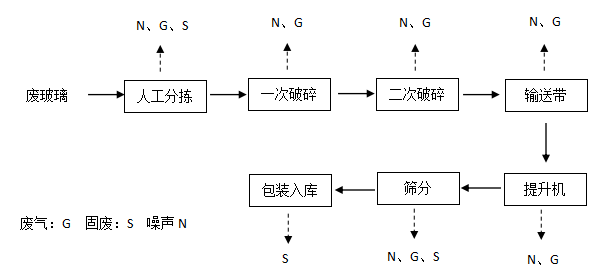 N、G、S
N、G
N、G
N、G
废玻璃
人工分拣
一次破碎
二次破碎
输送带
包装入库
筛分
提升机
废气：G 固废：S 噪声 N
S
N、G、S
N、G